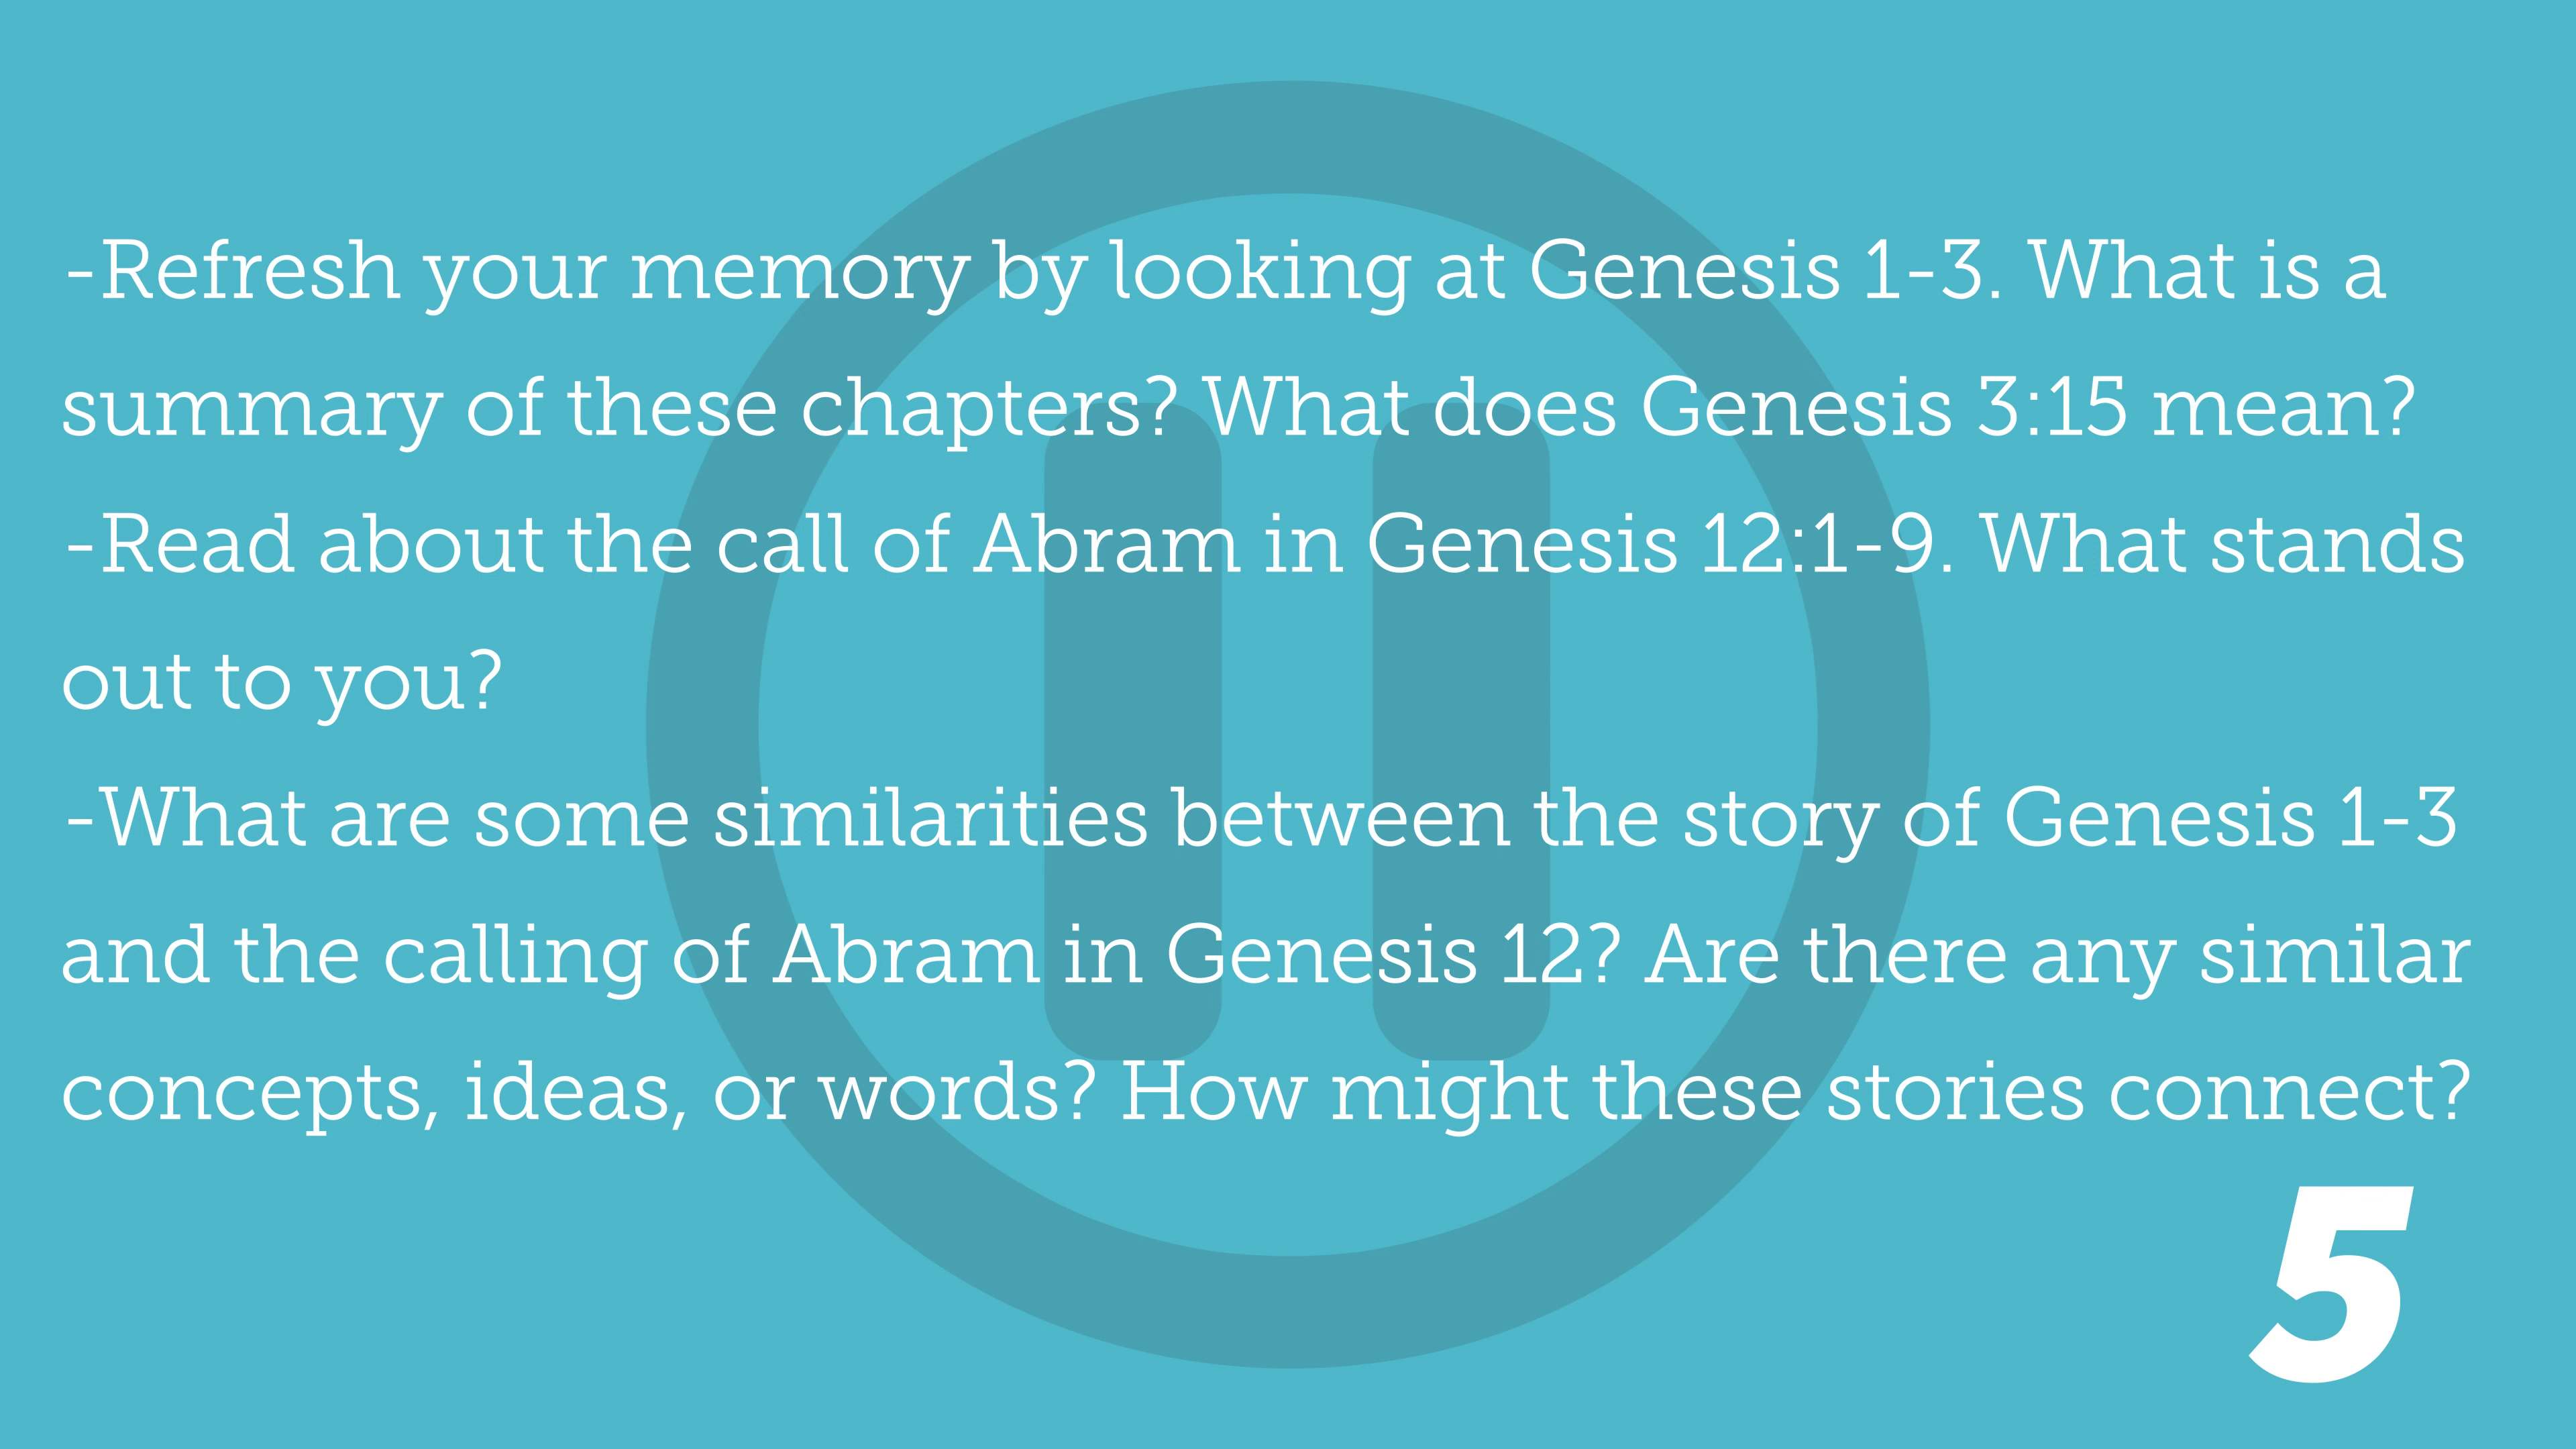 -Refresh your memory by looking at Genesis 1-3. What is a
summary of these chapters? What does Genesis 3:15 mean?
-Read about the call of Abram in Genesis 12:1-9. What stands
out to you?
-What are some similarities between the story of Genesis 1-3
and the calling of Abram in Genesis 12? Are there any similar
concepts, ideas, or words? How might these stories connect?
5